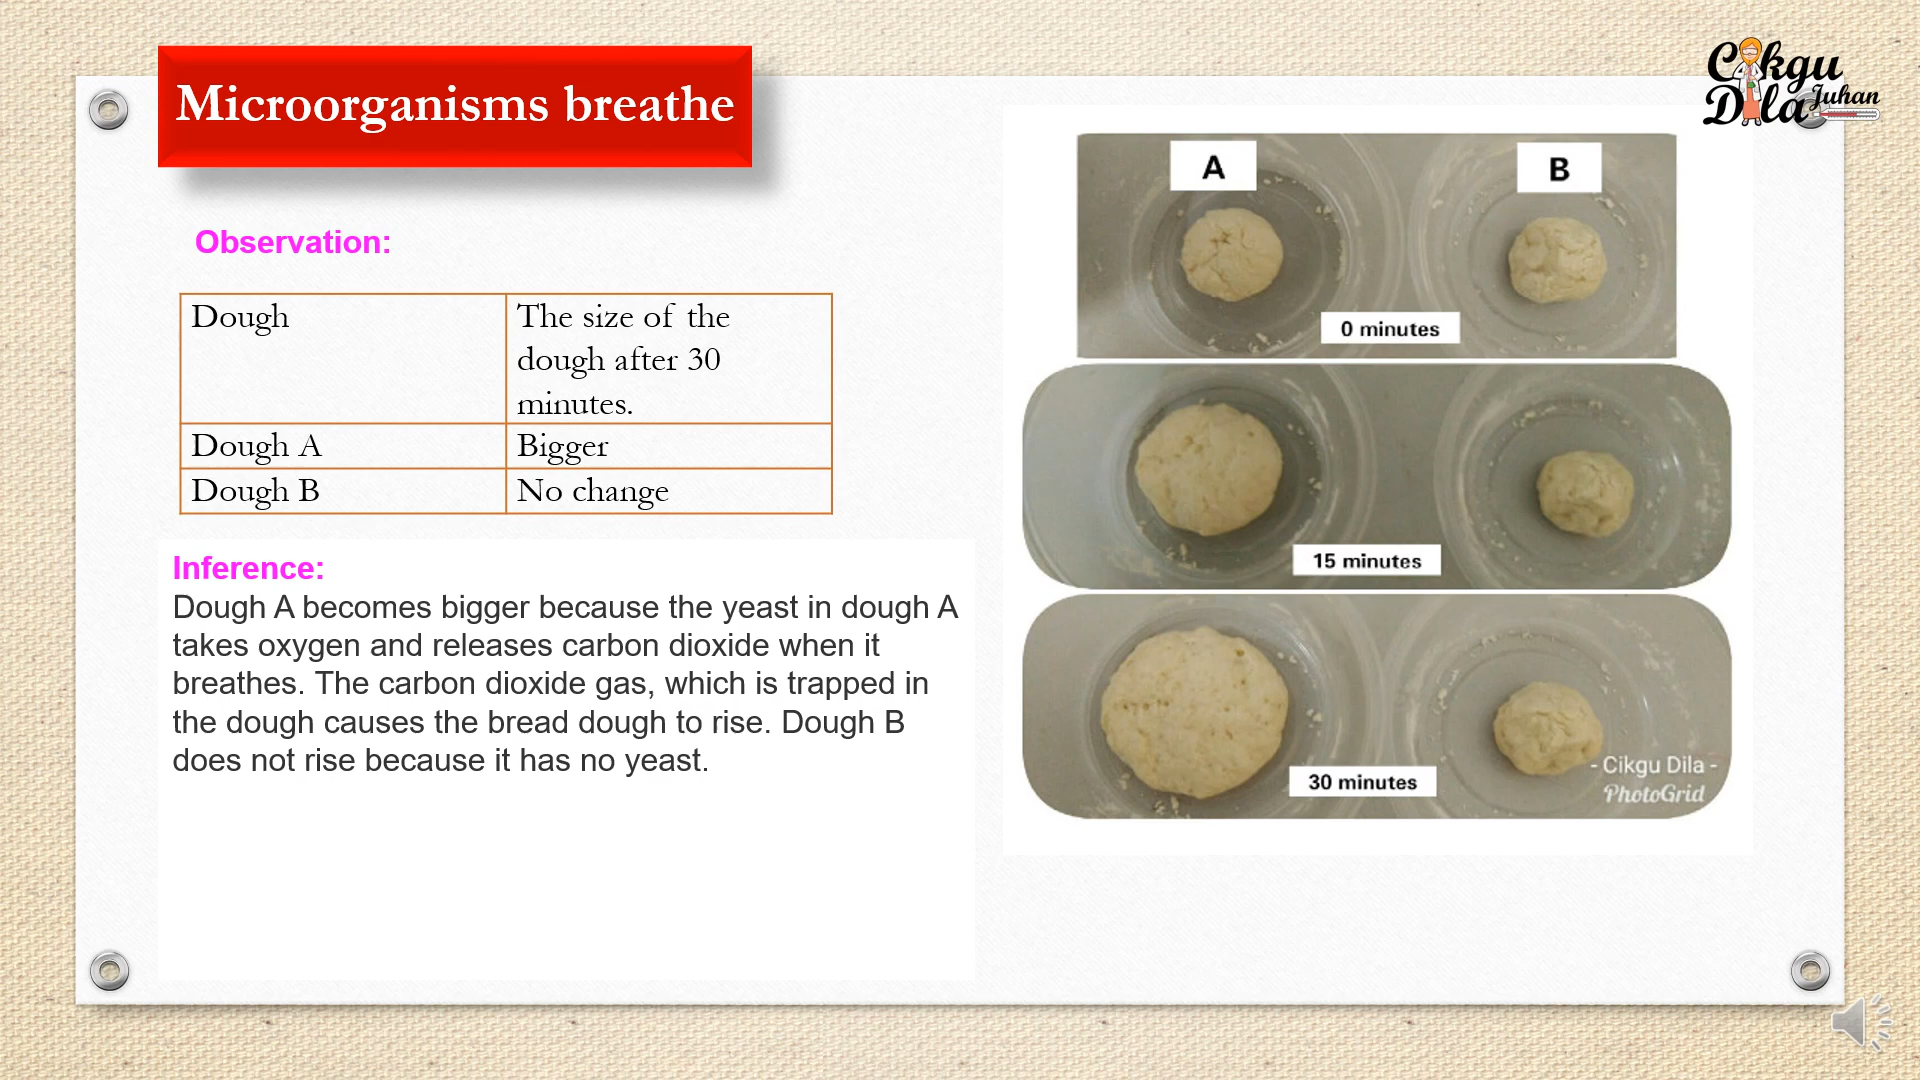 Microorganisms breathe
Cikgu
Dila Juhan
Observation:
Dough
The size of the
dough after 30
minutes.
Dough A
Bigger
Dough B
No change
Inference:
Dough A becomes bigger because the yeast in dough A
takes oxygen and releases carbon dioxide when it
breathes. The carbon dioxide gas, which is trapped in
the dough causes the bread dough to rise. Dough B
does not rise because it has no yeast.
A
B
0 minutes
15 minutes
30 minutes
- Cikgu Dila -
PhotoGrid